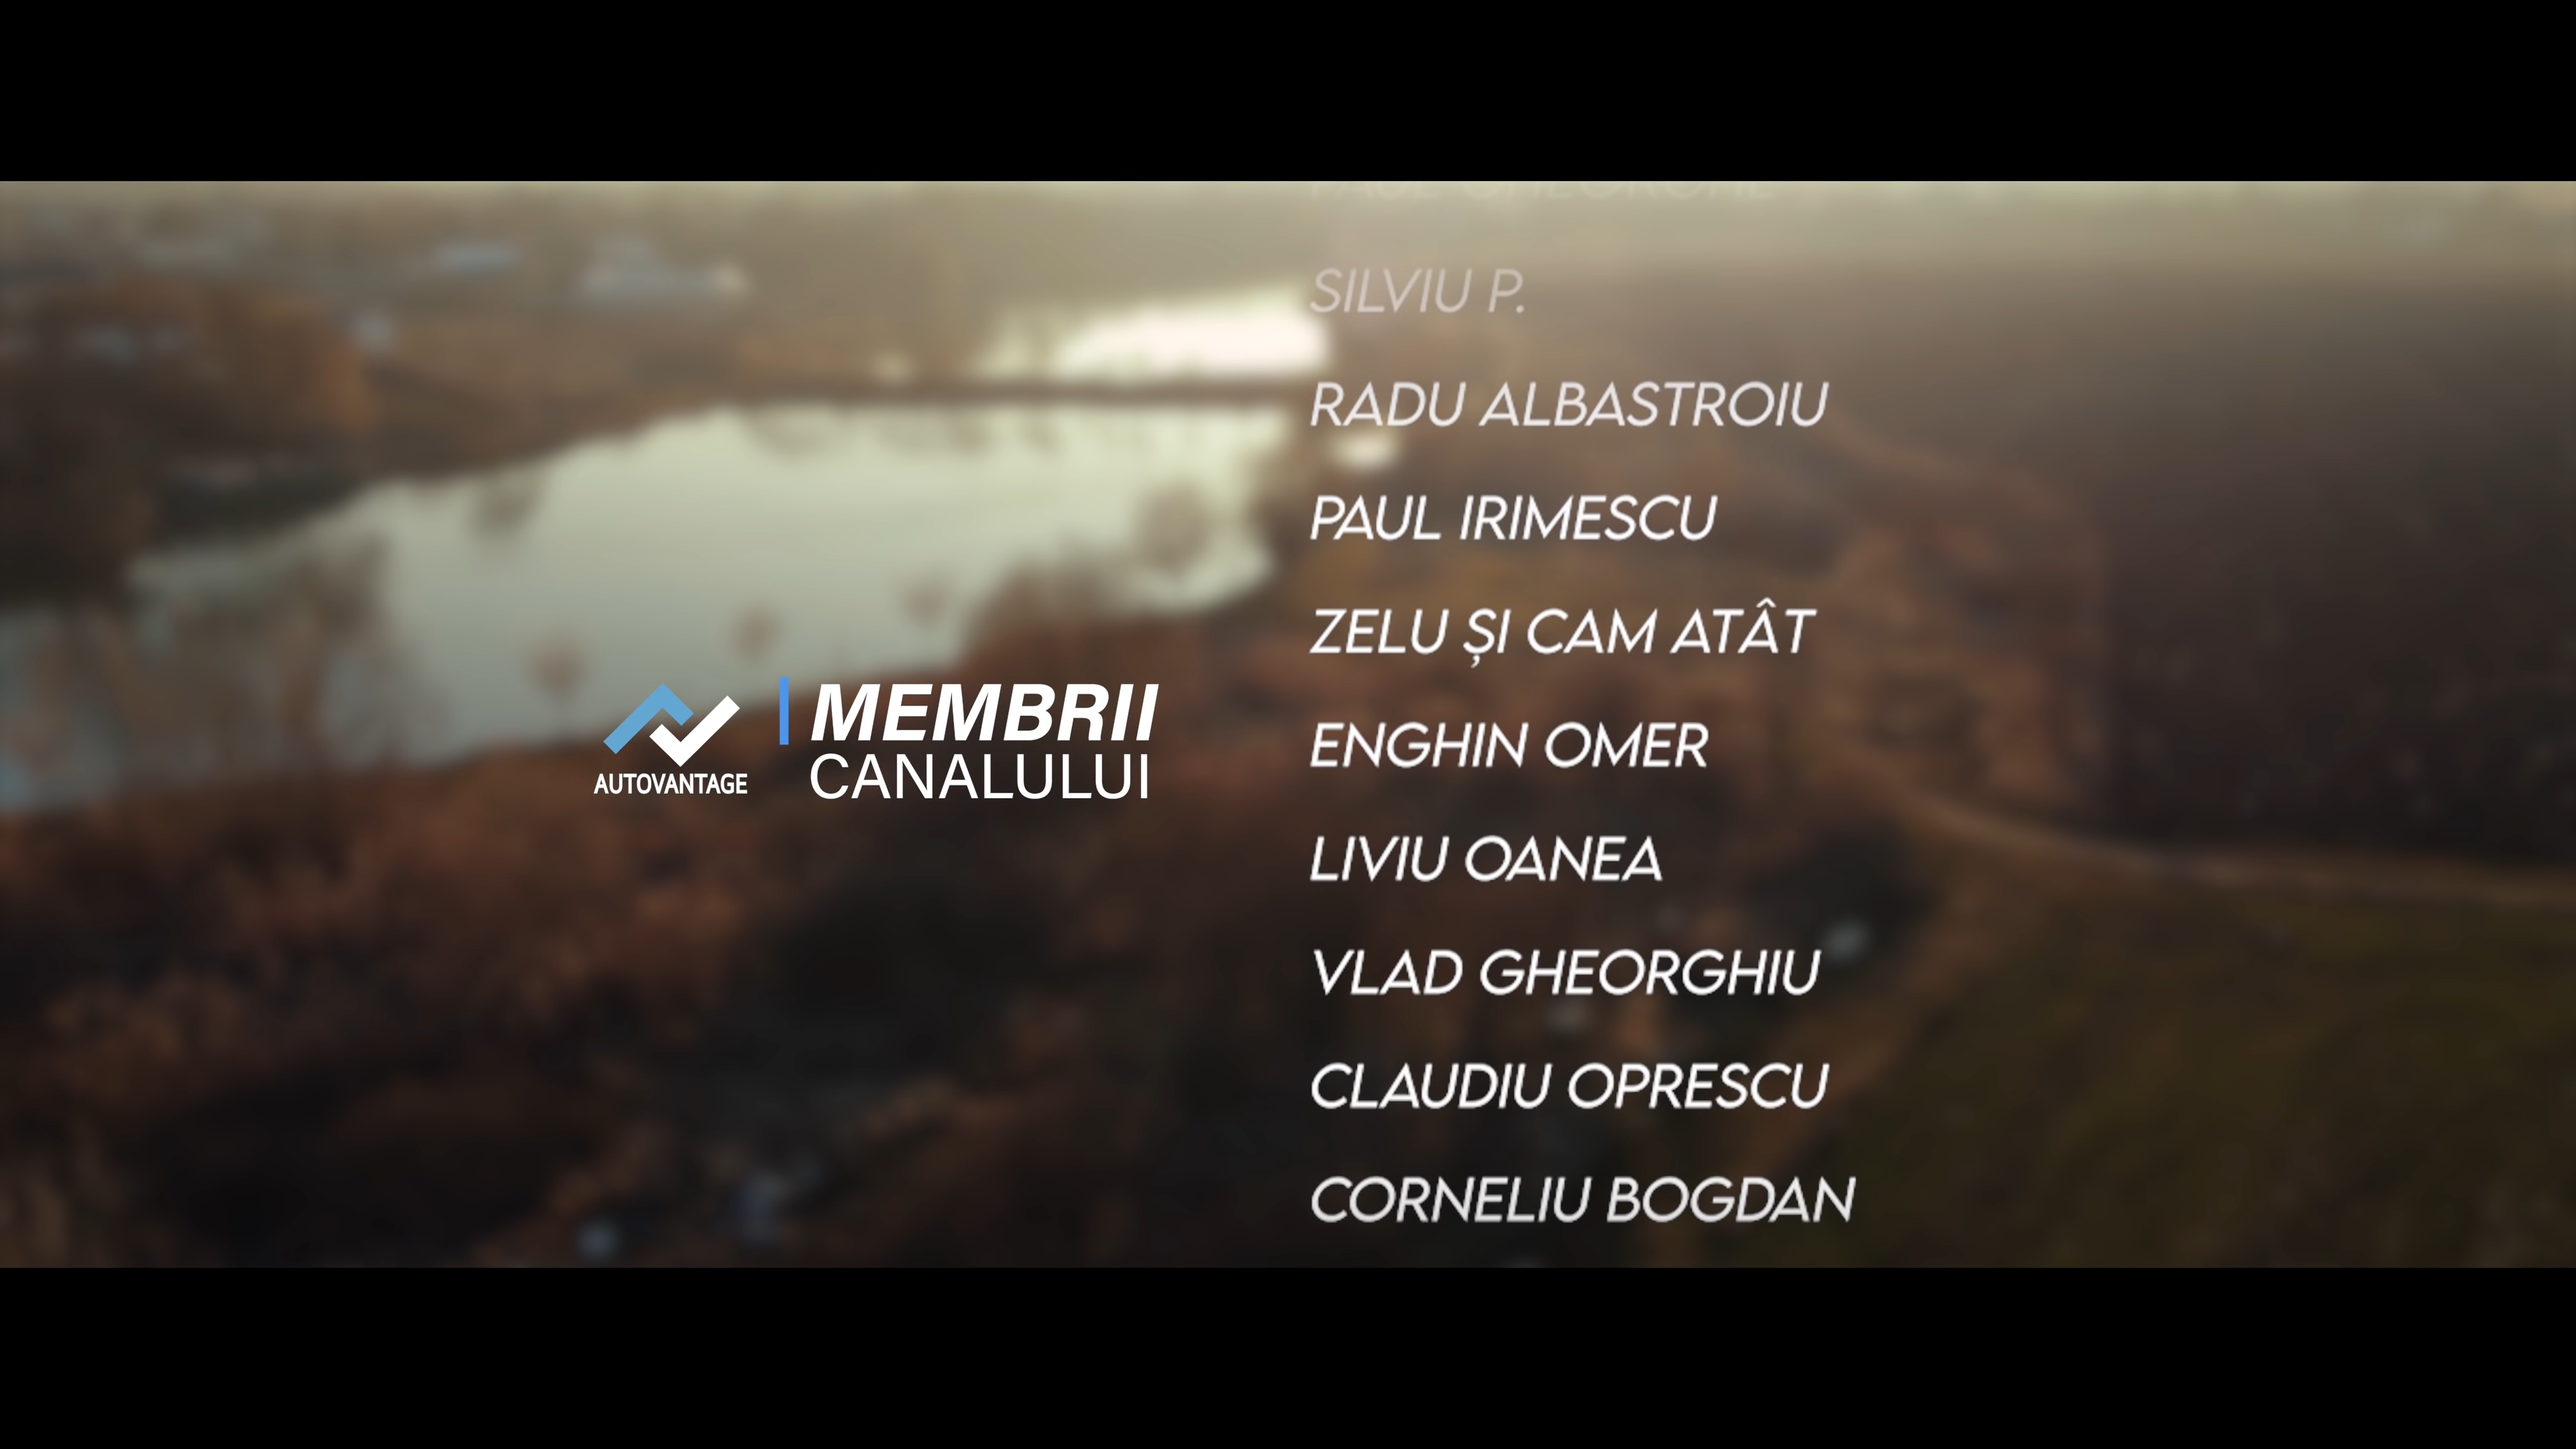 SILVIU P.
RADU ALBASTROIU
PAUL IRIMESCU
ZELU ȘI CAM ATÂT
ENGHIN OMER
LIVIU OANEA
VLAD GHEORGHIU
CLAUDIU OPRESCU
CORNELIU BOGDAN
AUTOVANTAGE
MEMBRII
CANALULUI